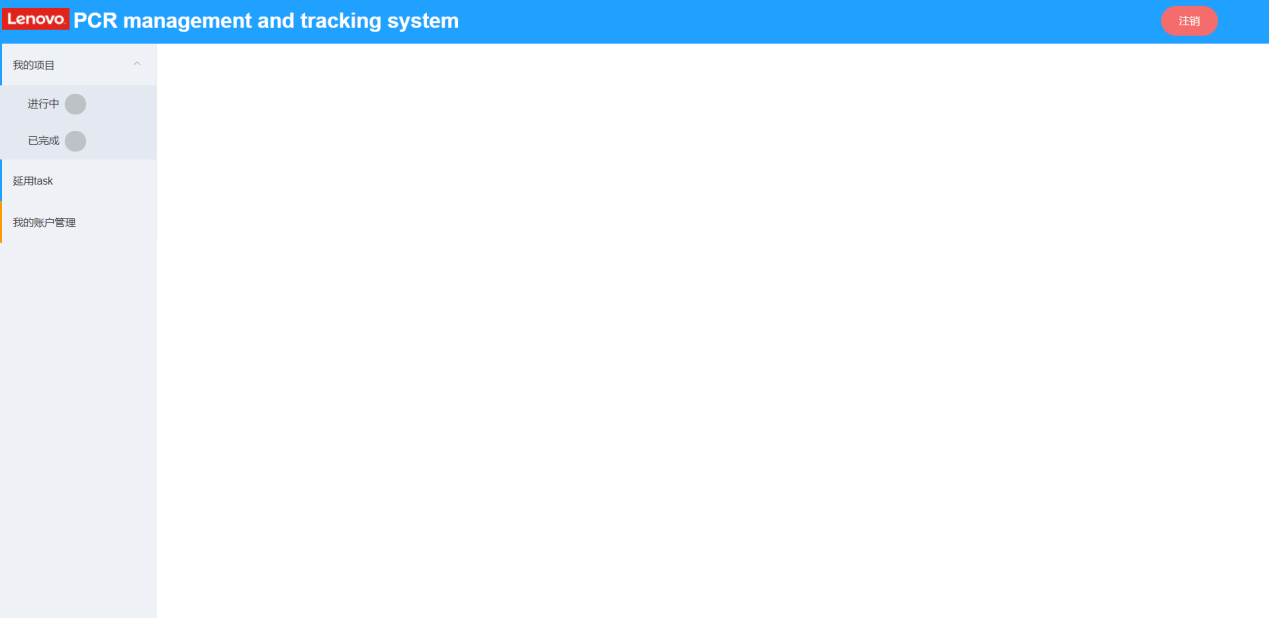 Lenovo PCR management and tracking system
注销
我的项目
进行中
已完成
延用task
我的账户管理